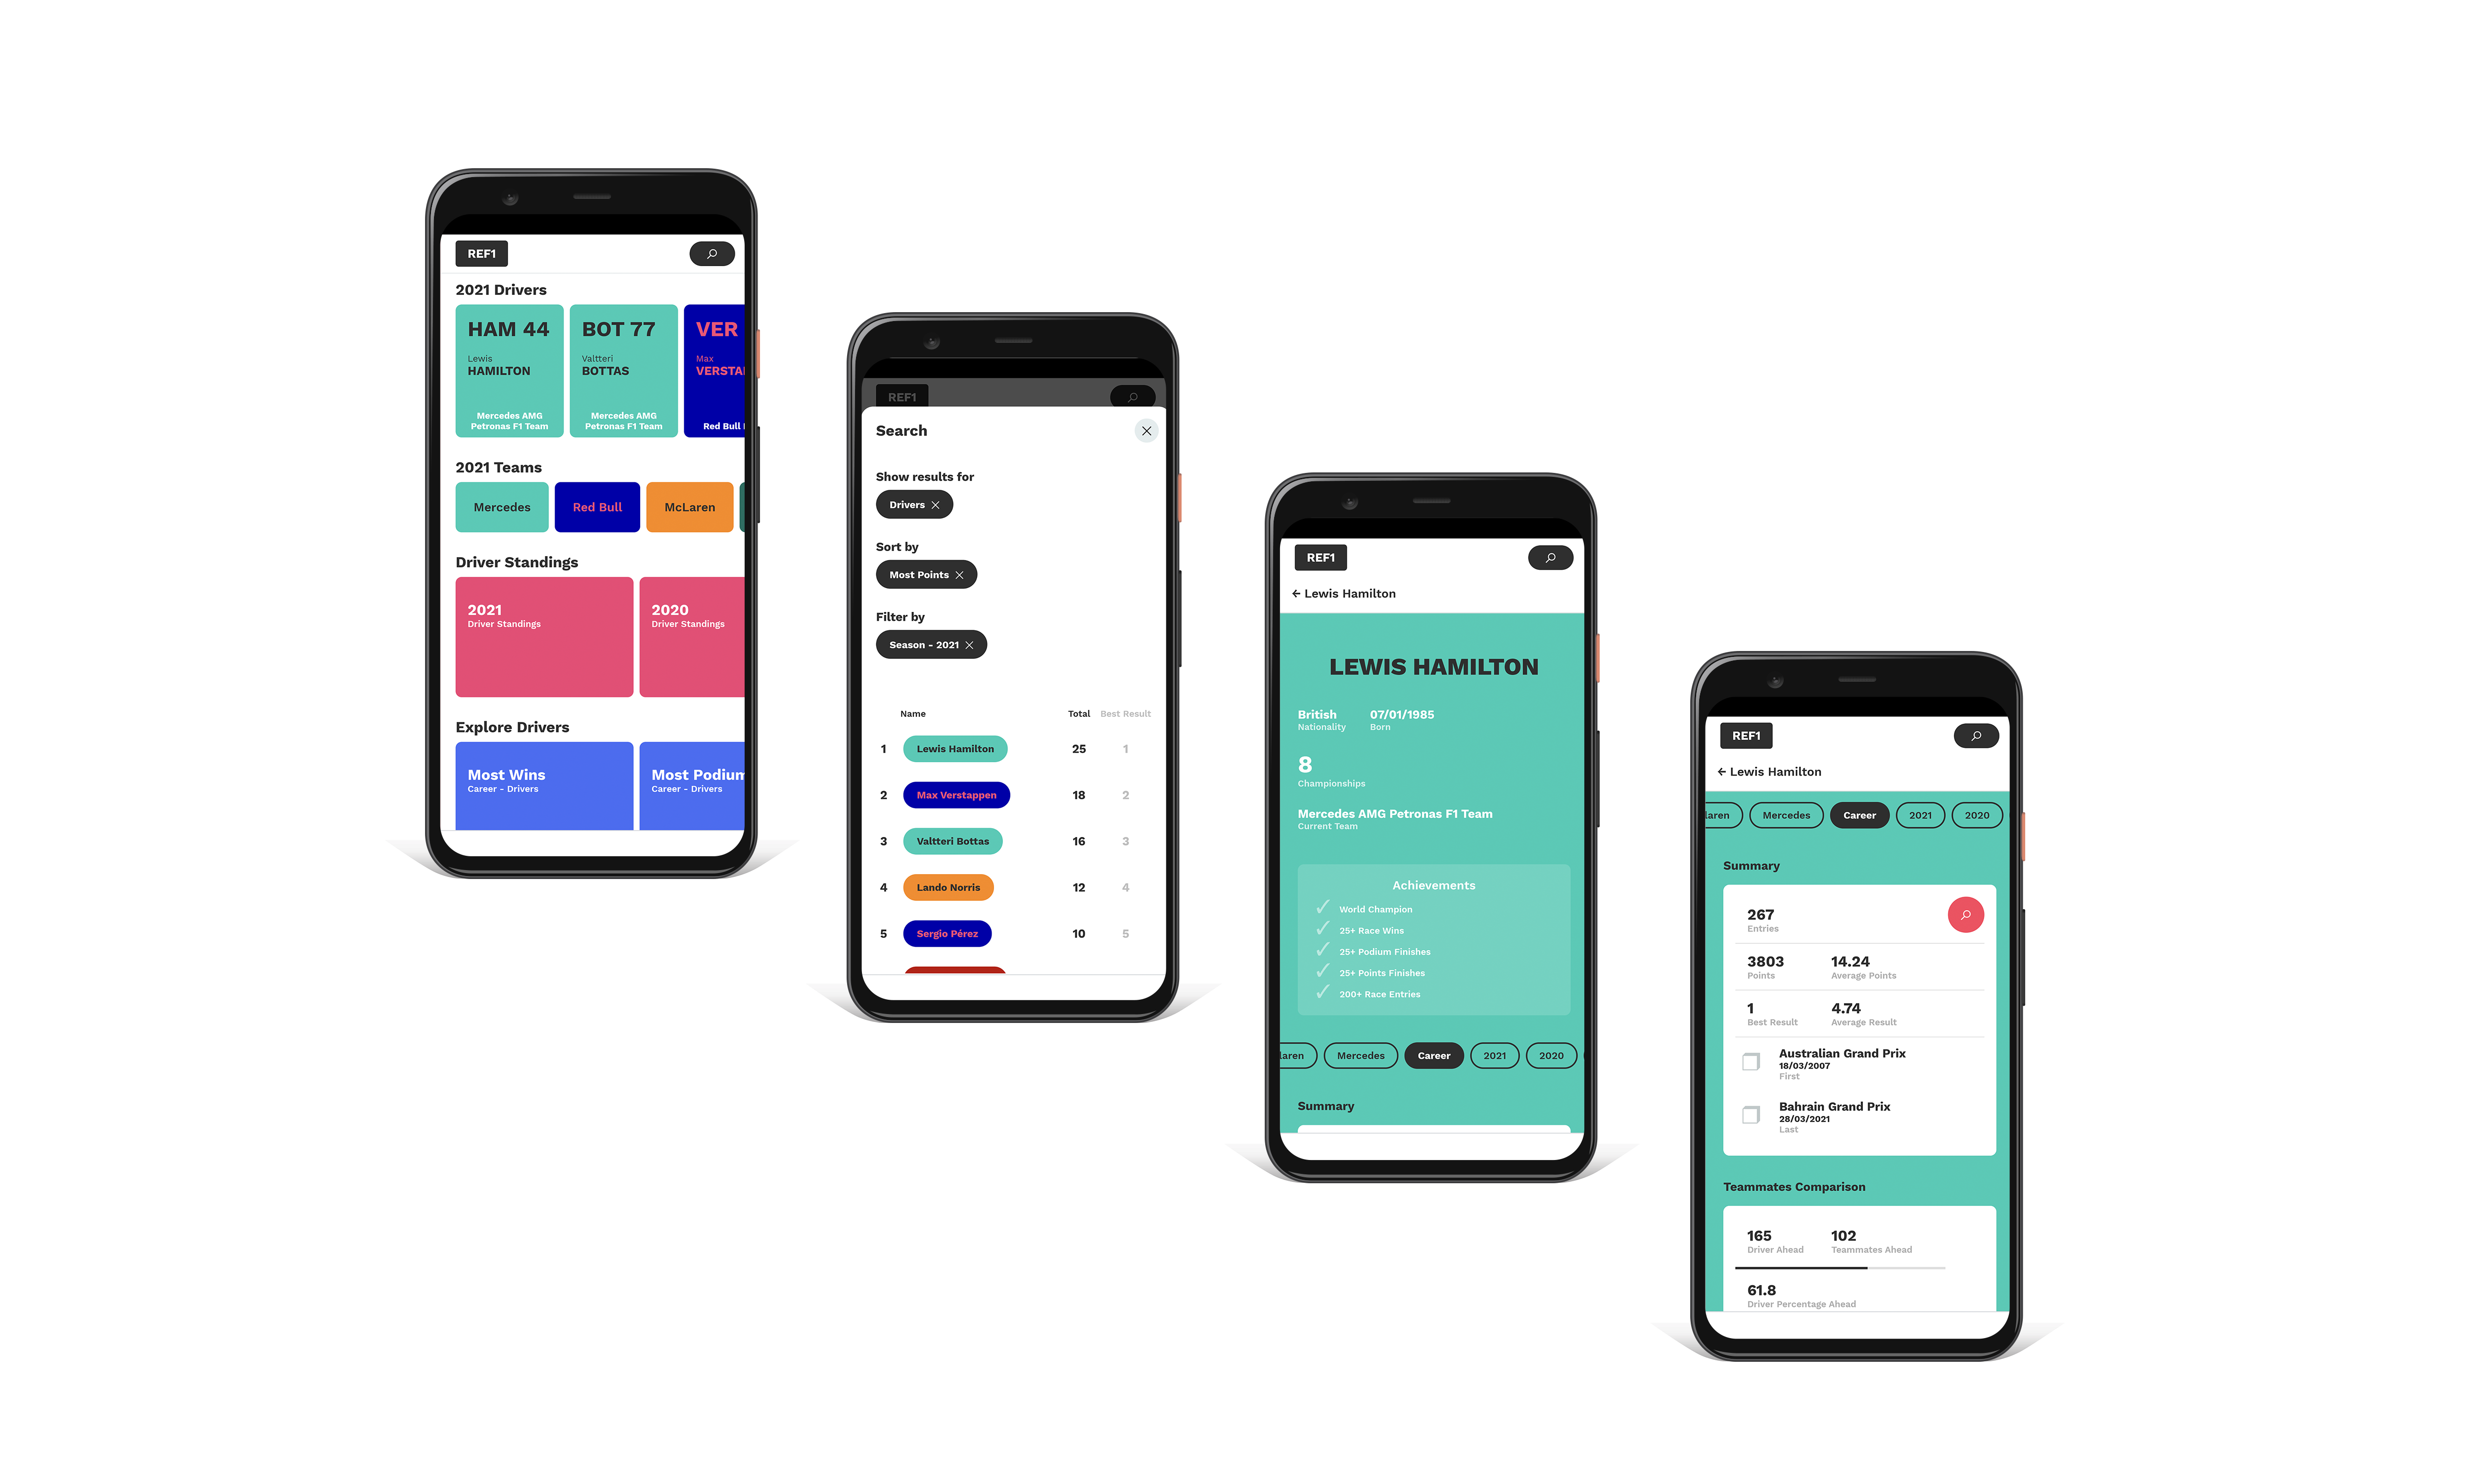 REF1
2021 Drivers
HAM 44
Lewis
HAMILTON
Mercedes AMG
Petronas F1 Team
BOT 77
Valtteri
BOTTAS
Mercedes AMG
Petronas F1 Team
VER
Max
Red Bull
2021 Teams
Mercedes
Red Bull
McLaren
Driver Standings
2021
Driver Standings
2020
Driver Standings
Explore Drivers
Most Wins
Career - Drivers
Most Podium
Career - Drivers
REF1
Search
Show results for
Drivers
Sort by
Most Points
Filter by
Season - 2021
Name Total Best Result
1 Lewis Hamilton 25 1
2 Max Verstappen 18 2
3 Valtteri Bottas 16 3
4 Lando Norris 12 4
5 Sergio Pérez 10 5
REF1
← Lewis Hamilton
LEWIS HAMILTON
British
Nationality
07/01/1985
Born
8
Championships
Mercedes AMG Petronas F1 Team
Current Team
Achievements
✓ World Champion
✓ 25+ Race Wins
✓ 25+ Podium Finishes
✓ 25+ Points Finishes
✓ 200+ Race Entries
laren Mercedes Career 2021 2020
Summary
REF1
← Lewis Hamilton
laren Mercedes Career 2021 2020
Summary
267
Entries
3803
Points
14.24
Average Points
1
Best Result
4.74
Average Result
Australian Grand Prix
18/03/2007
First
Bahrain Grand Prix
28/03/2021
Last
Teammates Comparison
165
Driver Ahead
102
Teammates Ahead
61.8
Driver Percentage Ahead